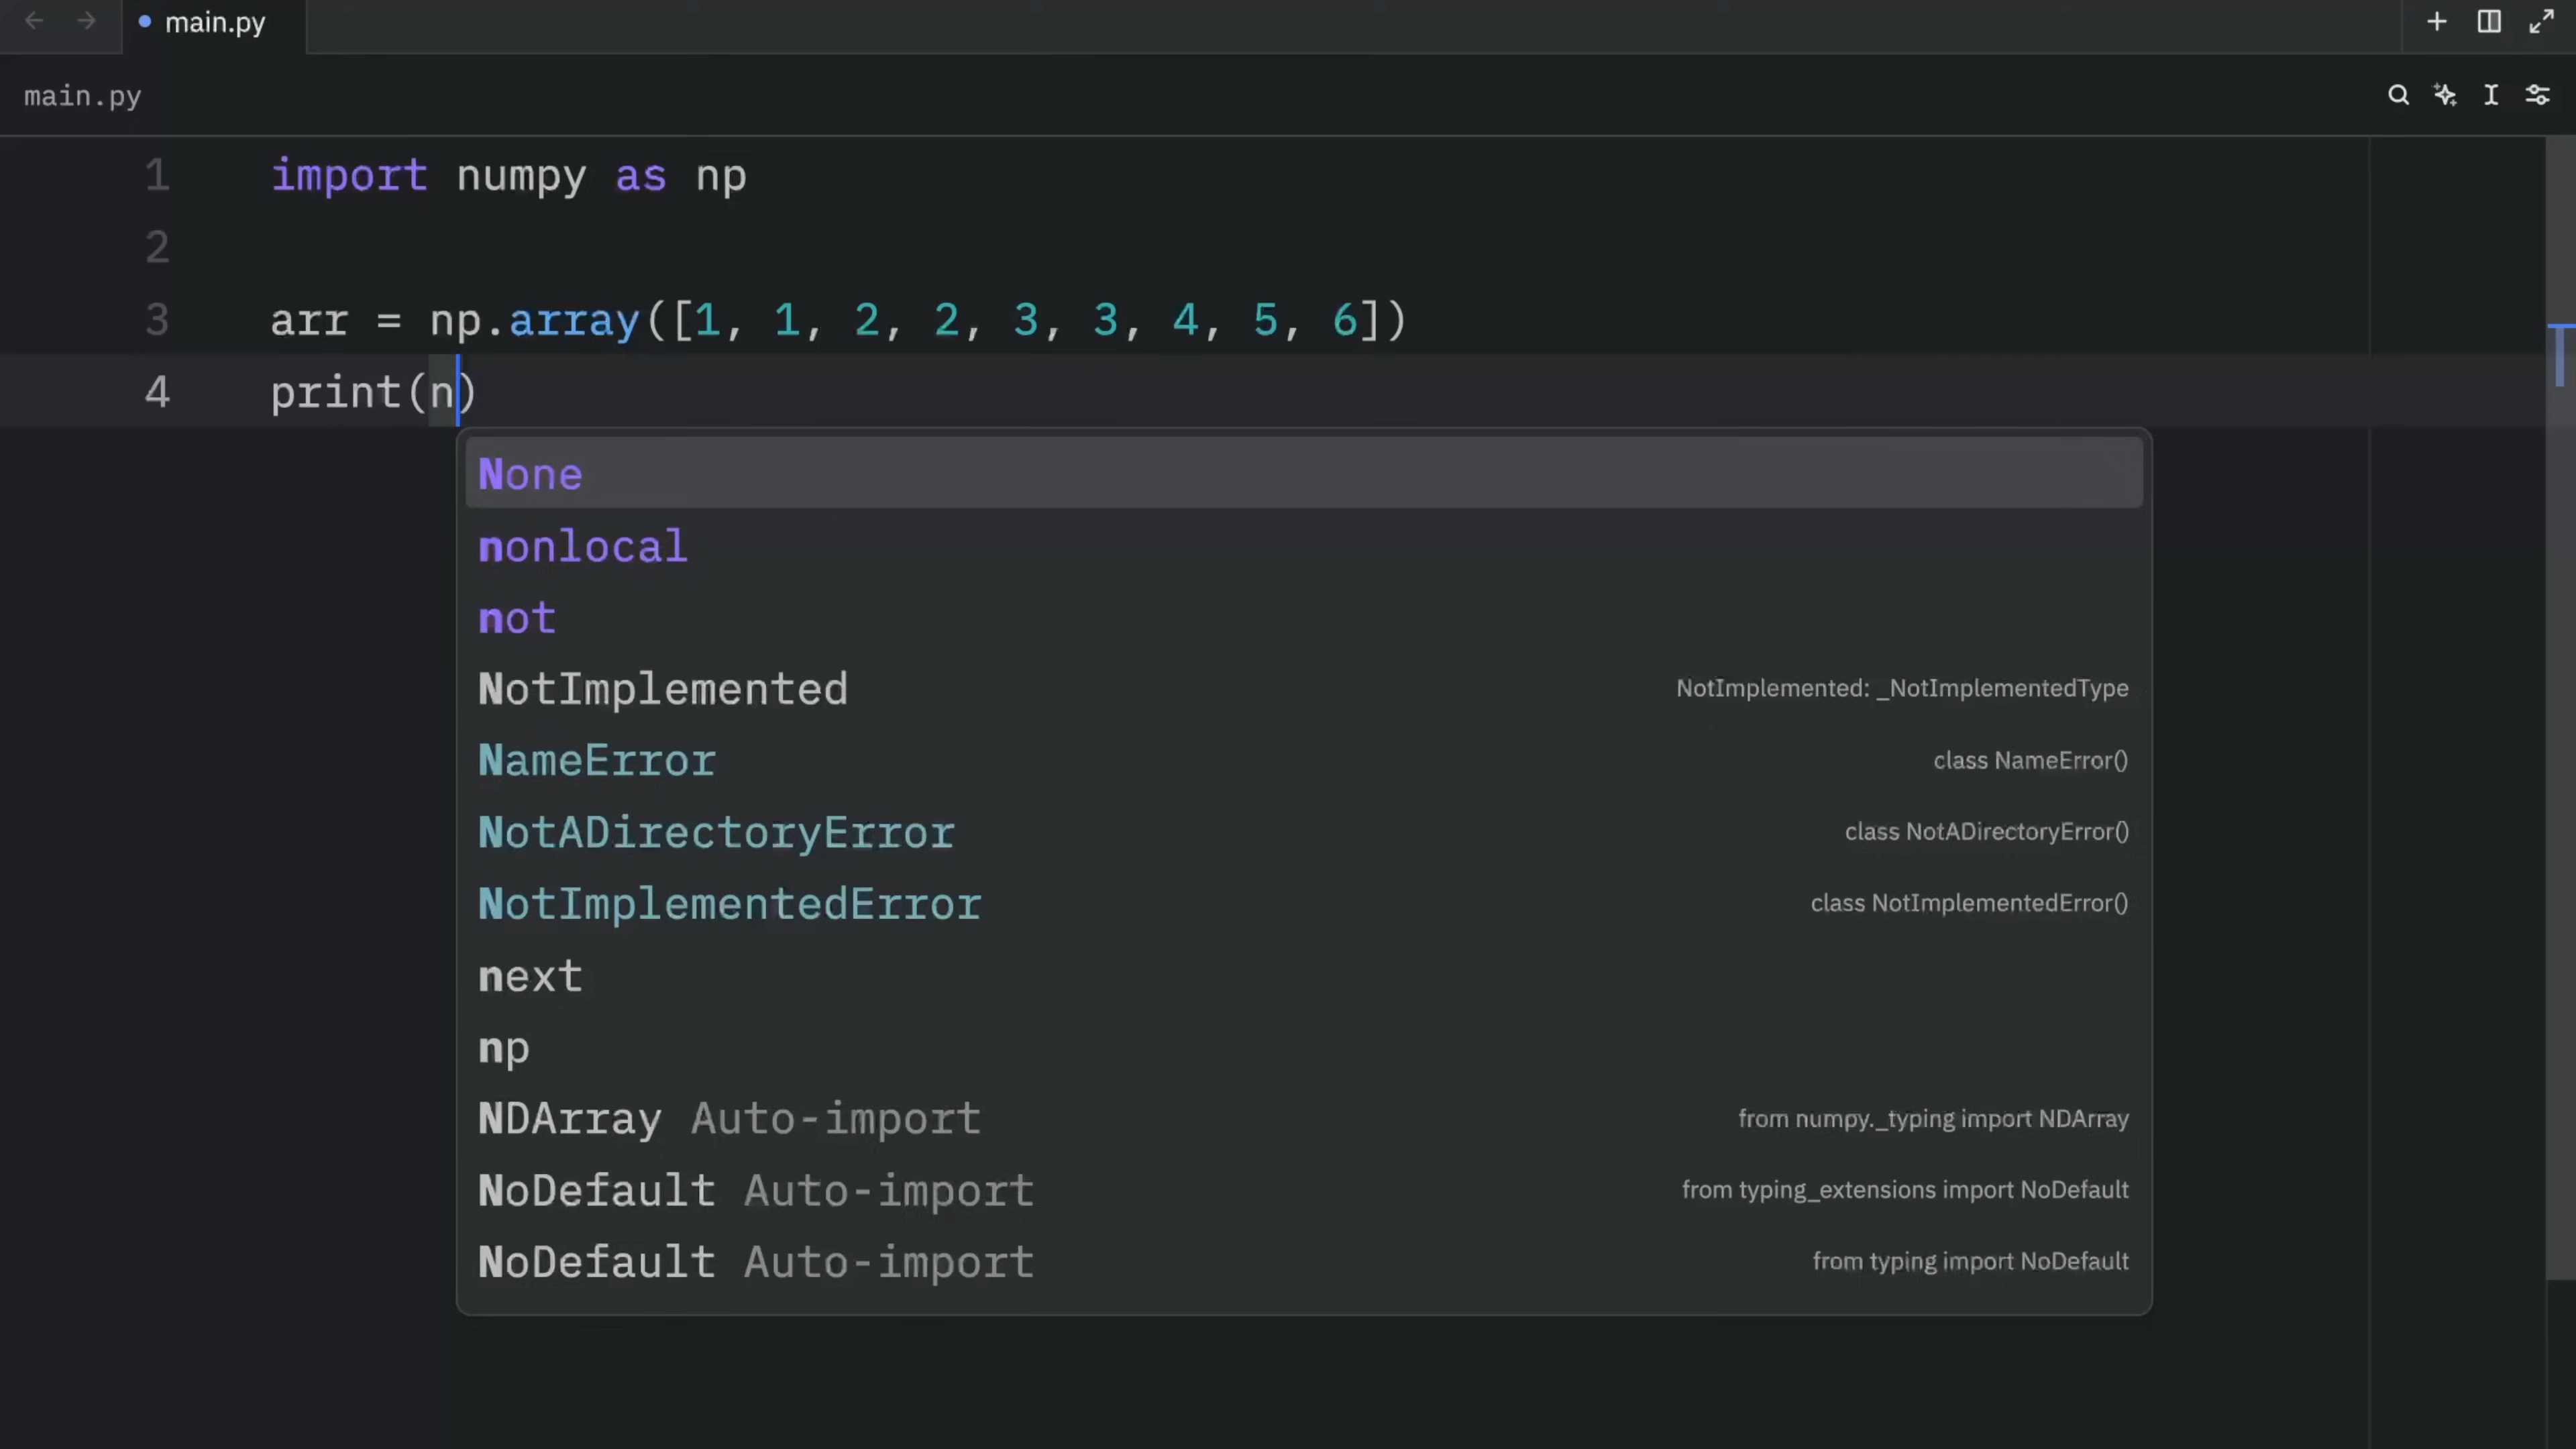 main.py
main.py
1 import numpy as np
2
3 arr = np.array([1, 1, 2, 2, 3, 3, 4, 5, 6])
4 print(n)
None
nonlocal
not
NotImplemented NotImplemented: _NotImplementedType
NameError class NameError()
NotADirectoryError class NotADirectoryError()
NotImplementedError class NotImplementedError()
next
np
NDArray Auto-import from numpy._typing import NDArray
NoDefault Auto-import from typing_extensions import NoDefault
NoDefault Auto-import from typing import NoDefault